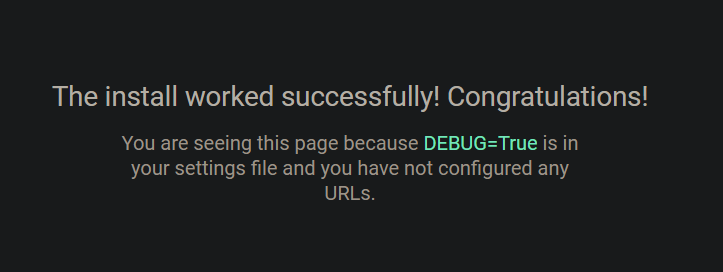 The install worked successfully! Congratulations!
You are seeing this page because DEBUG=True is in
your settings file and you have not configured any
URLs.